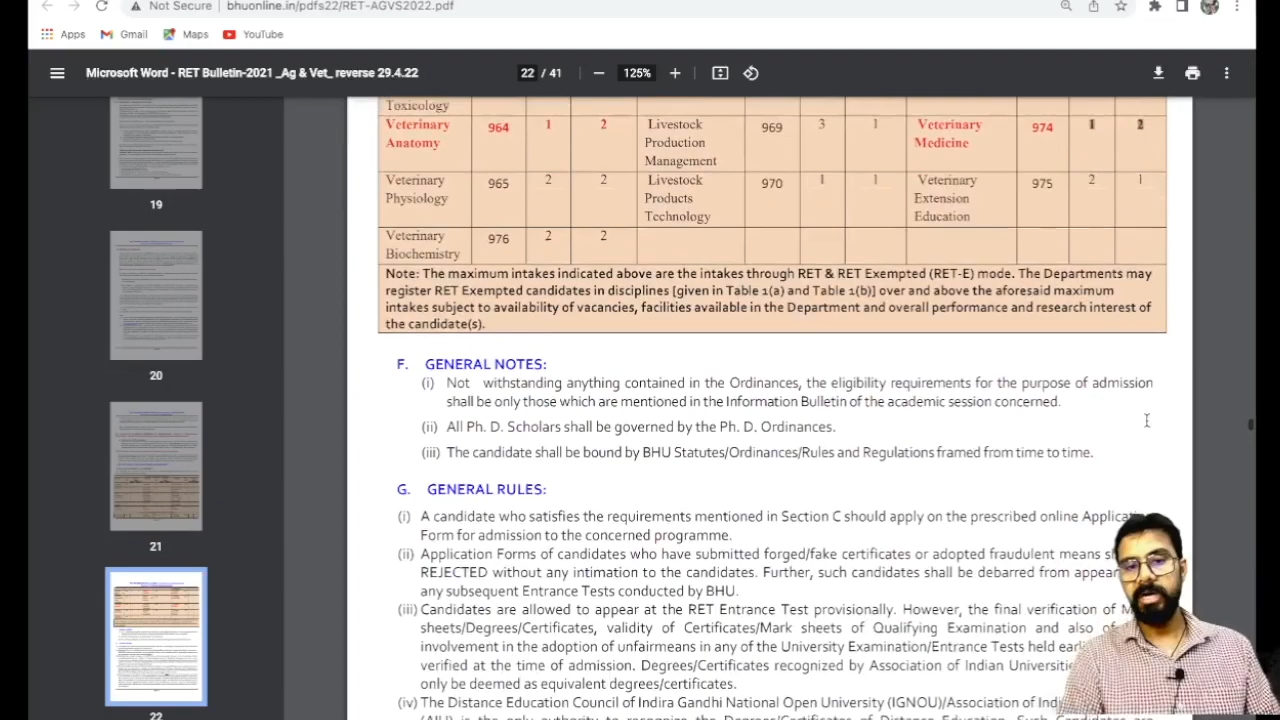 Not Secure bhuonline.in/pdfs22/RET-AGVS2022.pdf
Apps Gmail Maps YouTube
Microsoft Word - RET Bulletin-2021 _Ag & Vet_ reverse 29.4.22 22 / 41 125%
19
20
21
22
Toxicology
Veterinary Anatomy 964 1 2 Livestock Production Management 969 3 1 Veterinary Medicine 974 1 2
Veterinary Physiology 965 2 2 Livestock Products Technology 970 1 1 Veterinary Extension Education 975 2 1
Veterinary Biochemistry 976 2 2
Note: The maximum intakes indicated above are the intakes through RET & RET Exempted (RET-E) mode. The Departments may
register RET Exempted candidates in disciplines [given in Table 1(a) and Table 1(b)] over and above the aforesaid maximum
intakes subject to availability of vacancies, facilities available in the Department and overall performance and research interest of
the candidate(s).
F. GENERAL NOTES:
(i) Not withstanding anything contained in the Ordinances, the eligibility requirements for the purpose of admission
shall be only those which are mentioned in the Information Bulletin of the academic session concerned.
(ii) All Ph. D. Scholars shall be governed by the Ph. D. Ordinances.
(iii) The candidate shall be bound by BHU Statutes/Ordinances/Rules and Regulations framed from time to time.
G. GENERAL RULES:
(i) A candidate who satisfies the requirements mentioned in Section C should apply on the prescribed online
Form for admission to the concerned programme.
(ii) Application Forms of candidates who have submitted forged/fake certificates or adopted fraudulent means
REJECTED without any intimation to the candidates. Further, such candidates shall be debarred from
any subsequent Entrance Tests conducted by BHU.
(iii) Candidates are allowed to appear at the RET Entrance Test provisionally. However, the final verification of
sheets/Degrees/Certificates, validity of Certificates/Mark sheets of Qualifying Examination and also of
involvement in the adoption of unfairmeans in any of the University Examination/Entrance Tests held
verified at the time of admission. Degrees/Certificates recognized by Association of Indian
only be deemed as equivalent degrees/certificates.
(iv) The Distance Education Council of Indira Gandhi National Open University (IGNOU)/Association of
(AIU) is the only authority to recognize the Degrees/Certificates of Distance Education. Such Candidates are